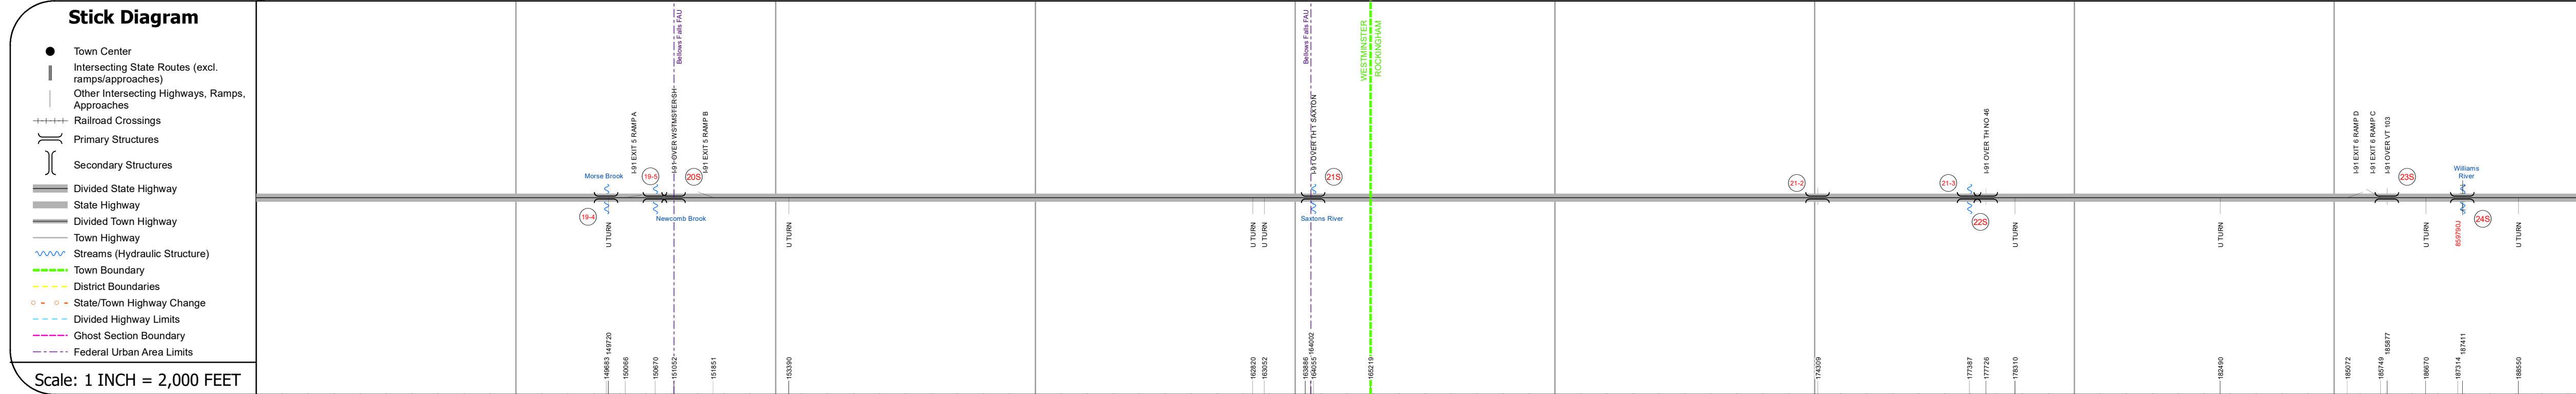 Stick Diagram
Town Center
Intersecting State Routes (excl.
ramps/approaches)
Other Intersecting Highways, Ramps,
Approaches
Railroad Crossings
Primary Structures
Secondary Structures
Divided State Highway
State Highway
Divided Town Highway
Town Highway
Streams (Hydraulic Structure)
Town Boundary
District Boundaries
State/Town Highway Change
Divided Highway Limits
Ghost Section Boundary
Federal Urban Area Limits
Scale: 1 INCH = 2,000 FEET
Bellows Falls FAU
Bellows Falls FAU
WESTMINSTER
ROCKINGHAM
I-91 EXIT 5 RAMP A
I-91 OVER WSTMSTER SH
I-91 EXIT 5 RAMP B
I-91 OVER TH T SAXTON
I-91 OVER TH NO 46
I-91 EXIT 6 RAMP D
I-91 EXIT 6 RAMP C
I-91 OVER VT 103
Morse Brook
19-5
20S
21S
21-2
21-3
23S
Williams
River
19-4
Newcomb Brook
Saxtons River
22S
24S
U TURN
U TURN
U TURN
U TURN
U TURN
U TURN
U TURN
859790J
U TURN
149683
149720
150066
150670
151052
151851
153390
162820
163052
163886
164002
164055
165219
174309
177387
177726
178310
182490
185072
185749
185877
186670
187314
187411
188550